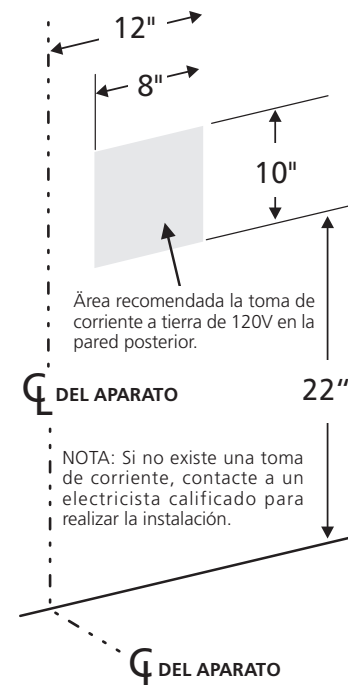 12"
8"
10"
Ärea recomendada la toma de
corriente a tierra de 120V en la
pared posterior.
℄ DEL APARATO
22“
NOTA: Si no existe una toma
de corriente, contacte a un
electricista calificado para
realizar la instalación.
℄ DEL APARATO